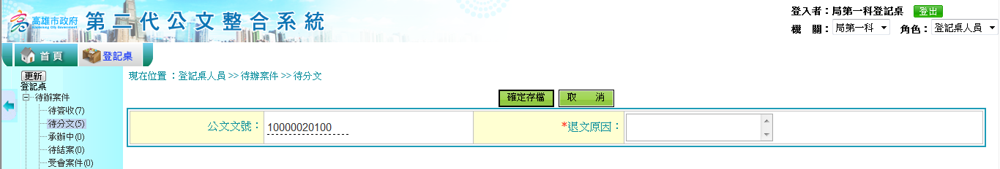 高雄市政府 第二代公文整合系統
登入者：局第一科登記桌 登出
機 關： 局第一科 角色： 登記桌人員
首頁 登記桌
更新
現在位置 ： 登記桌人員 >> 待辦案件 >> 待分文
登記桌
待辦案件
確定存檔 取 消
待簽收(7)
待分文(5)
公文文號： 10000020100 *退文原因：
承辦中(0)
待結案(0)
受會案件(0)